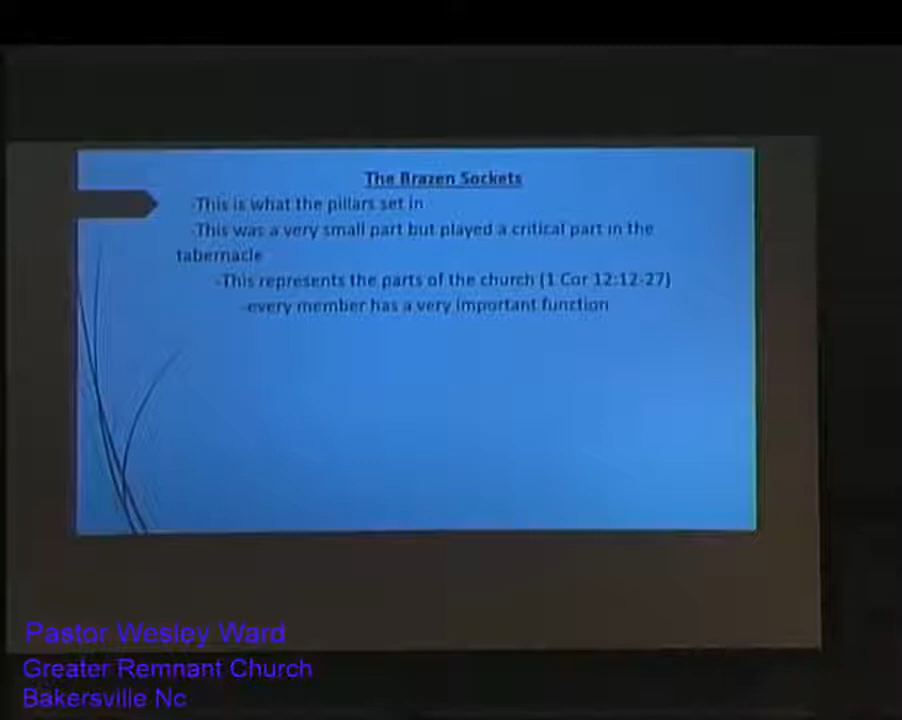 The Brazen Sockets
-This is what the pillars set in
-This was a very small part but played a critical part in the
tabernacle
-This represents the parts of the church (1 Cor 12:12-27)
-every member has a very important function
Pastor Wesley Ward
Greater Remnant Church
Bakersville Nc